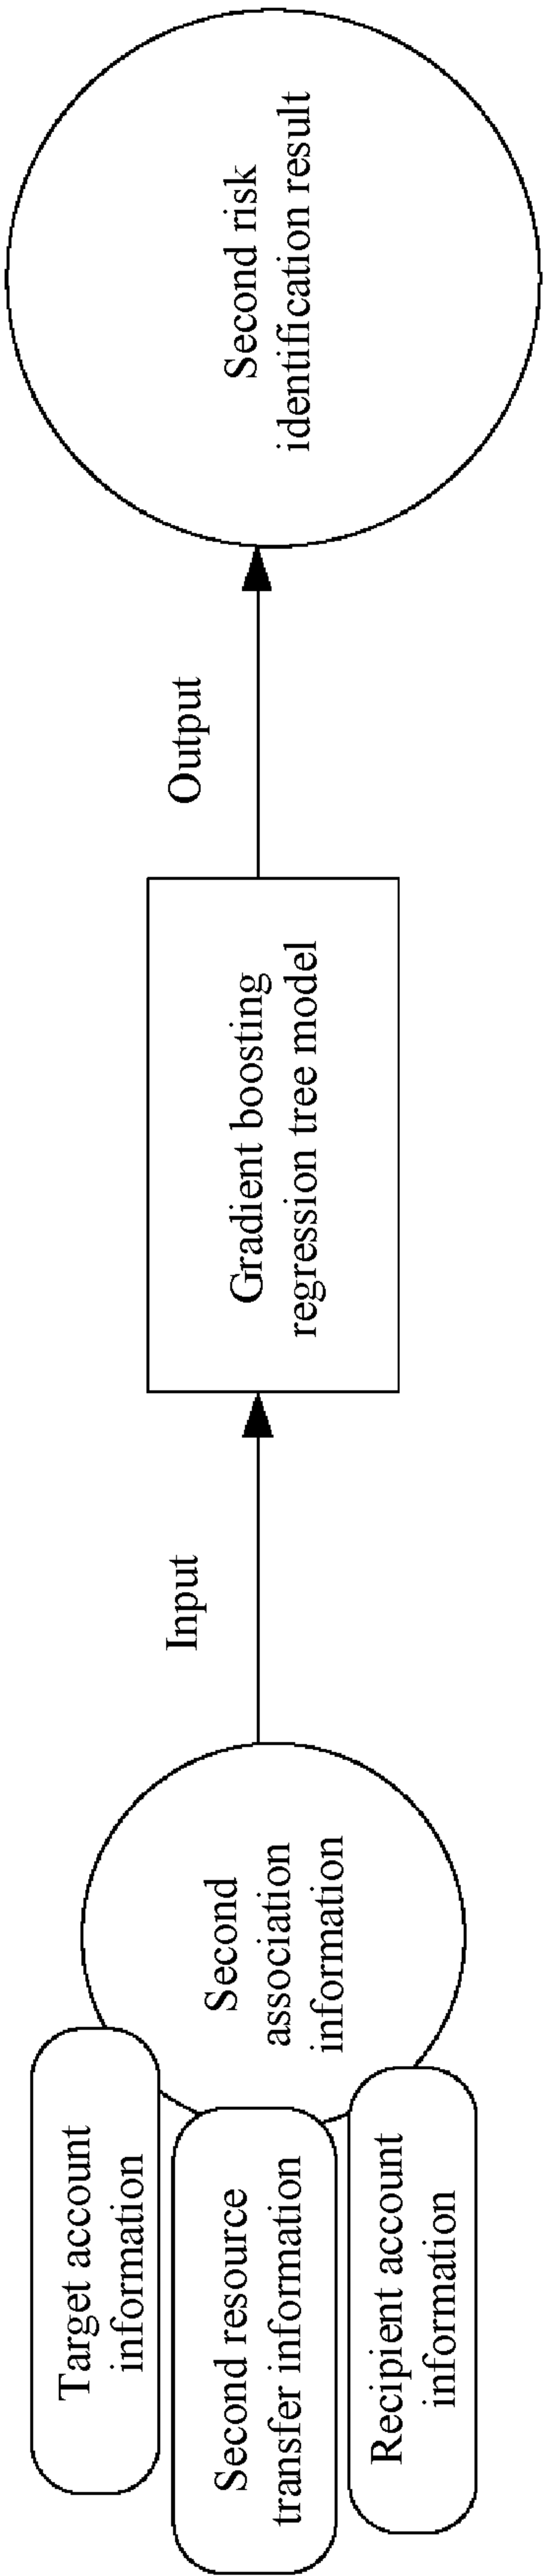 Target account
information
Second resource
transfer information
Recipient account
information
Second
association
information
Input
Gradient boosting
regression tree model
Output
Second risk
identification result